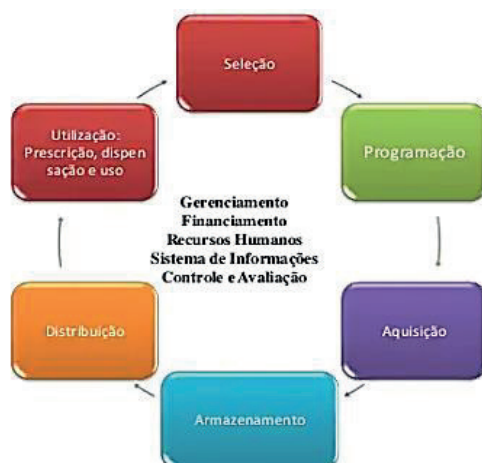 Seleção
Programação
Aquisição
Armazenamento
Distribuição
Utilização:
Prescrição, dispen
sação e uso
Gerenciamento
Financiamento
Recursos Humanos
Sistema de Informações
Controle e Avaliação